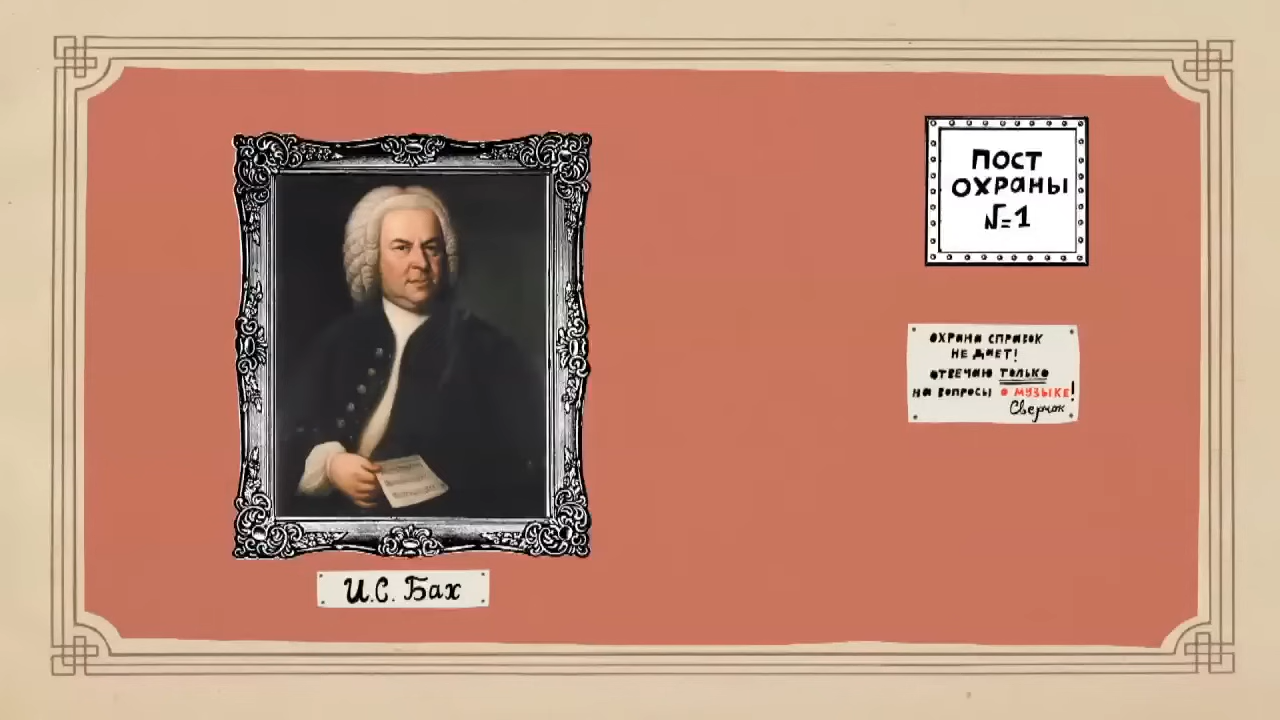 ПОСТ
ОХРАНЫ
№1
ОХРАНА СПРАВОК
НЕ ДАЕТ!
ОТВЕЧАЮ ТОЛЬКО
НА ВОПРОСЫ О МУЗЫКЕ!
Сверчок
И.С. Бах